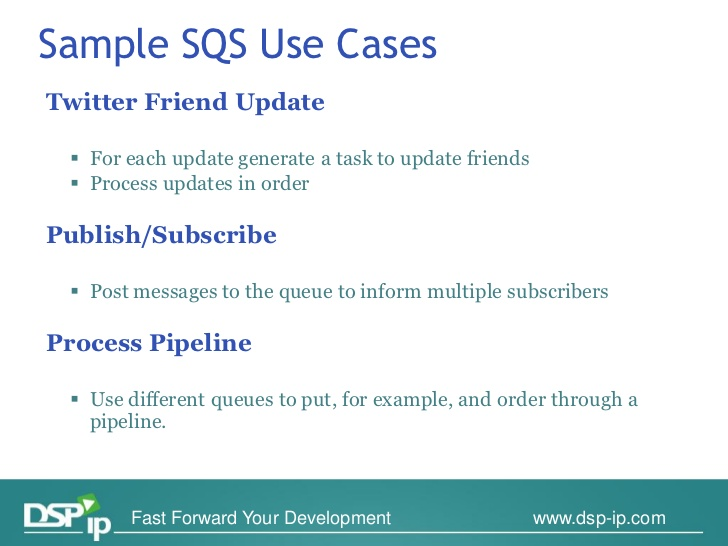 Sample SQS Use Cases
Twitter Friend Update
▪ For each update generate a task to update friends
▪ Process updates in order
Publish/Subscribe
▪ Post messages to the queue to inform multiple subscribers
Process Pipeline
▪ Use different queues to put, for example, and order through a
pipeline.
DSP ip
Fast Forward Your Development
www.dsp-ip.com